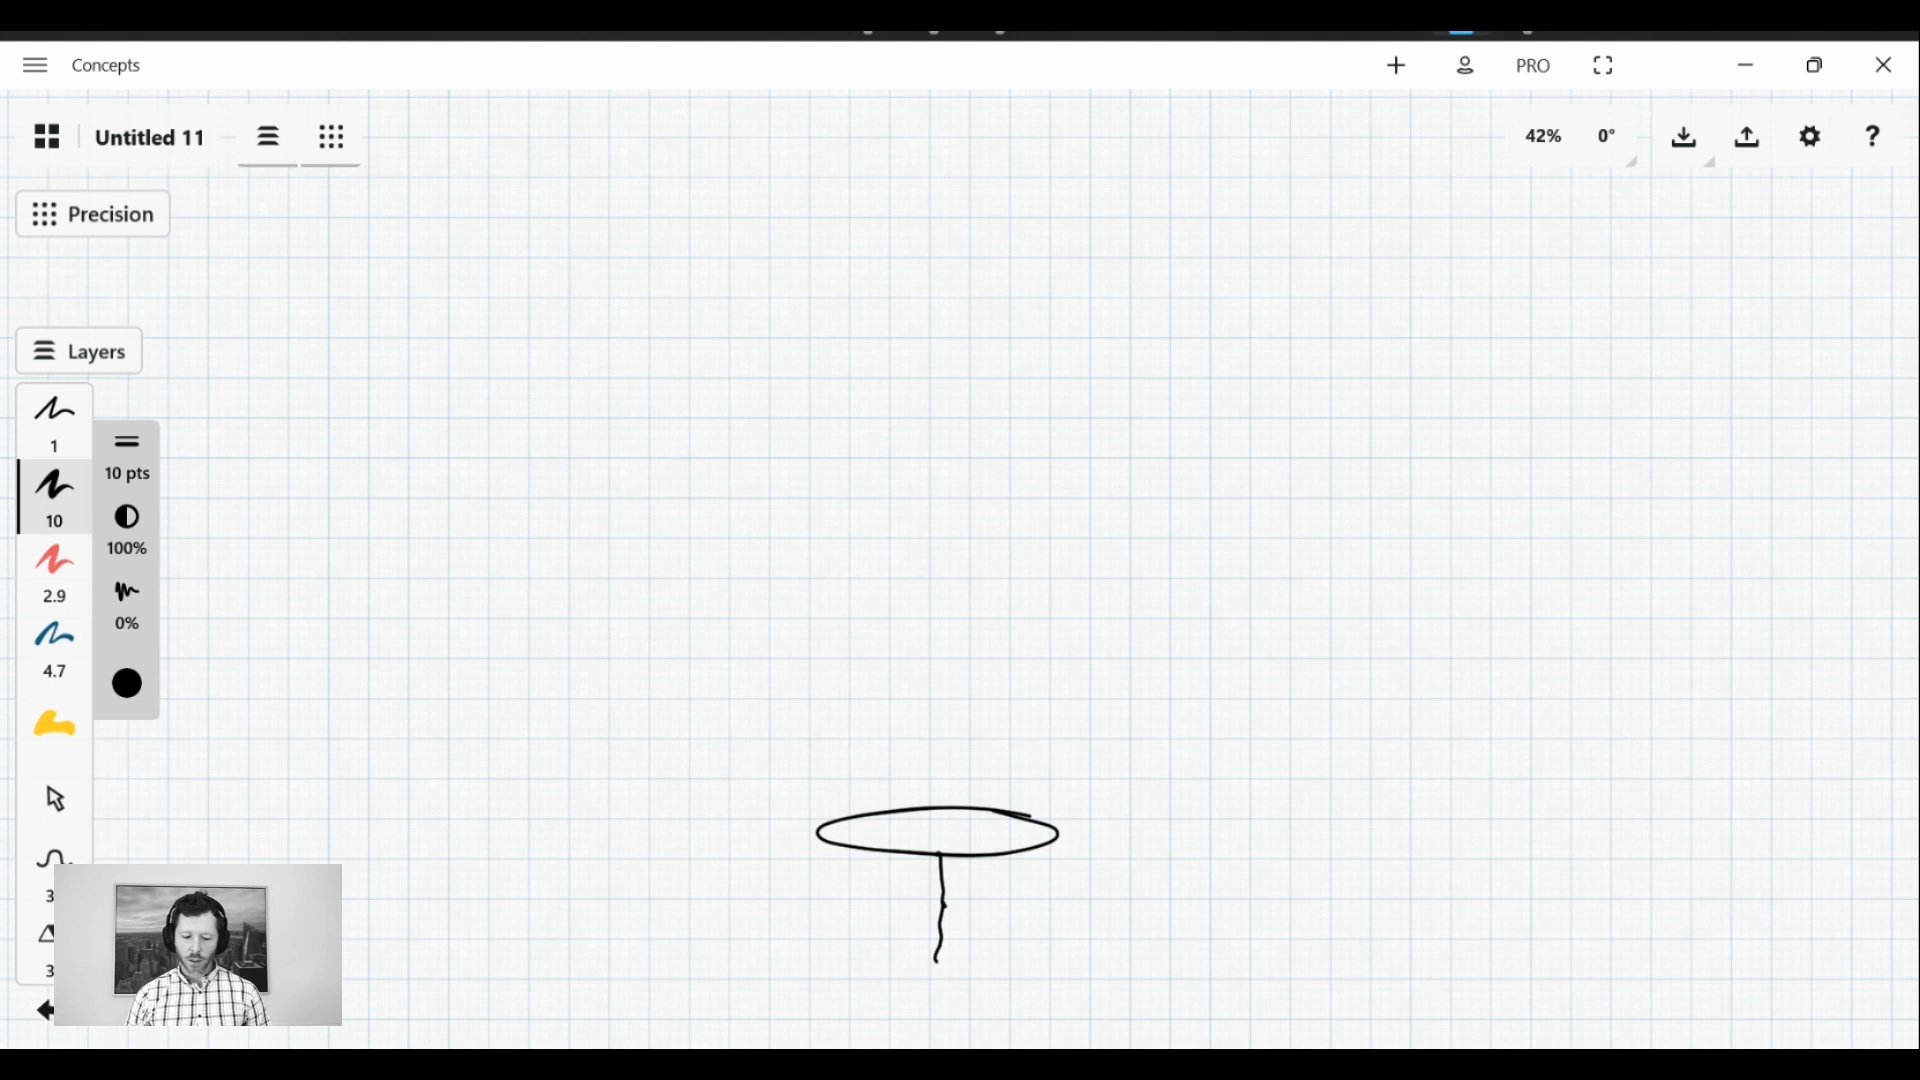 Concepts
PRO
Untitled 11
42%
0°
?
Precision
Layers
1
10 pts
10
100%
2.9
0%
4.7
3
3